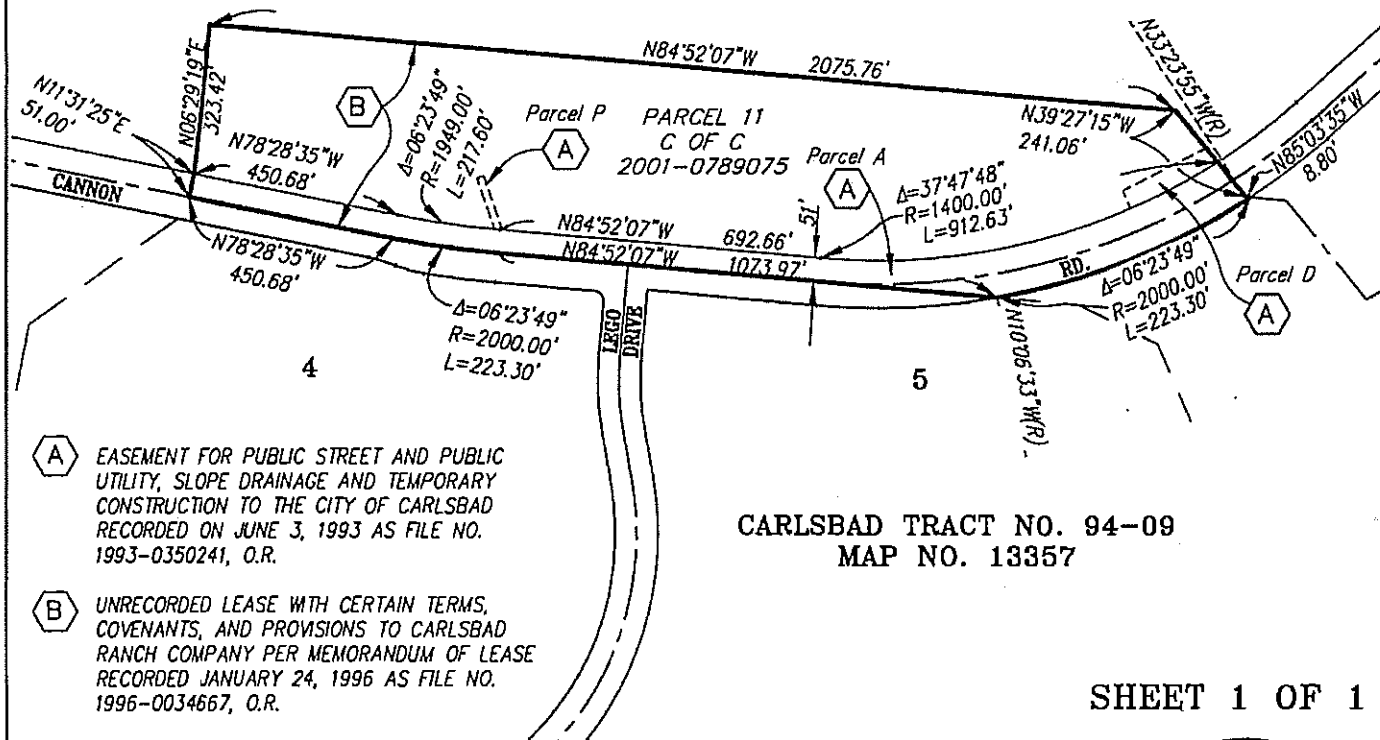 N84°52'07"W 2075.76'
N06°29'19"E
323.42'
N11°31'25"E
51.00'
B
N78°28'35"W
450.68'
Δ=06°23'49"
R=1949.00'
L=217.60'
Parcel P
A
PARCEL 11
C OF C
2001-0789075
Parcel A
A
Δ=37°47'48"
R=1400.00'
L=912.63'
N39°27'15"W
241.06'
N33°23'55"W(R)
N85°03'35"W
8.80'
CANNON
N84°52'07"W 692.66'
N84°52'07"W 1073.97'
51'
RD.
N78°28'35"W
450.68'
Δ=06°23'49"
R=2000.00'
L=223.30'
LEGO
DRIVE
Δ=06°23'49"
R=2000.00'
L=223.30'
Parcel D
A
N10°06'33"W(R).
4
5
A EASEMENT FOR PUBLIC STREET AND PUBLIC
UTILITY, SLOPE DRAINAGE AND TEMPORARY
CONSTRUCTION TO THE CITY OF CARLSBAD
RECORDED ON JUNE 3, 1993 AS FILE NO.
1993-0350241, O.R.
CARLSBAD TRACT NO. 94-09
MAP NO. 13357
B UNRECORDED LEASE WITH CERTAIN TERMS,
COVENANTS, AND PROVISIONS TO CARLSBAD
RANCH COMPANY PER MEMORANDUM OF LEASE
RECORDED JANUARY 24, 1996 AS FILE NO.
1996-0034667, O.R.
SHEET 1 OF 1